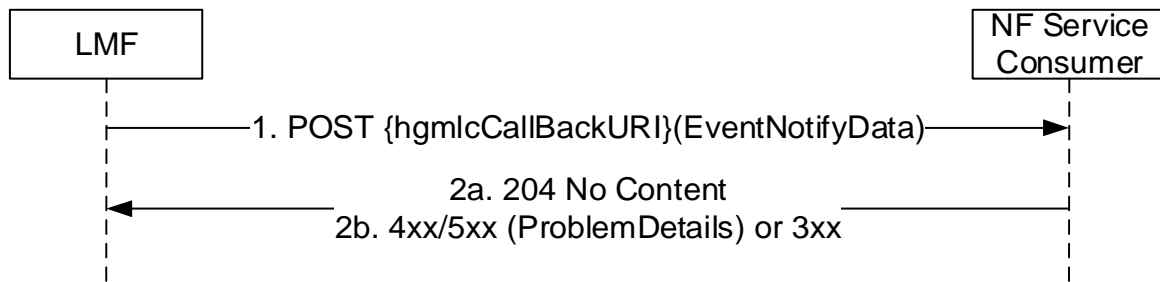 LMF
NF Service
Consumer
1. POST {hgmlcCallBackURI}(EventNotifyData)
2a. 204 No Content
2b. 4xx/5xx (ProblemDetails) or 3xx